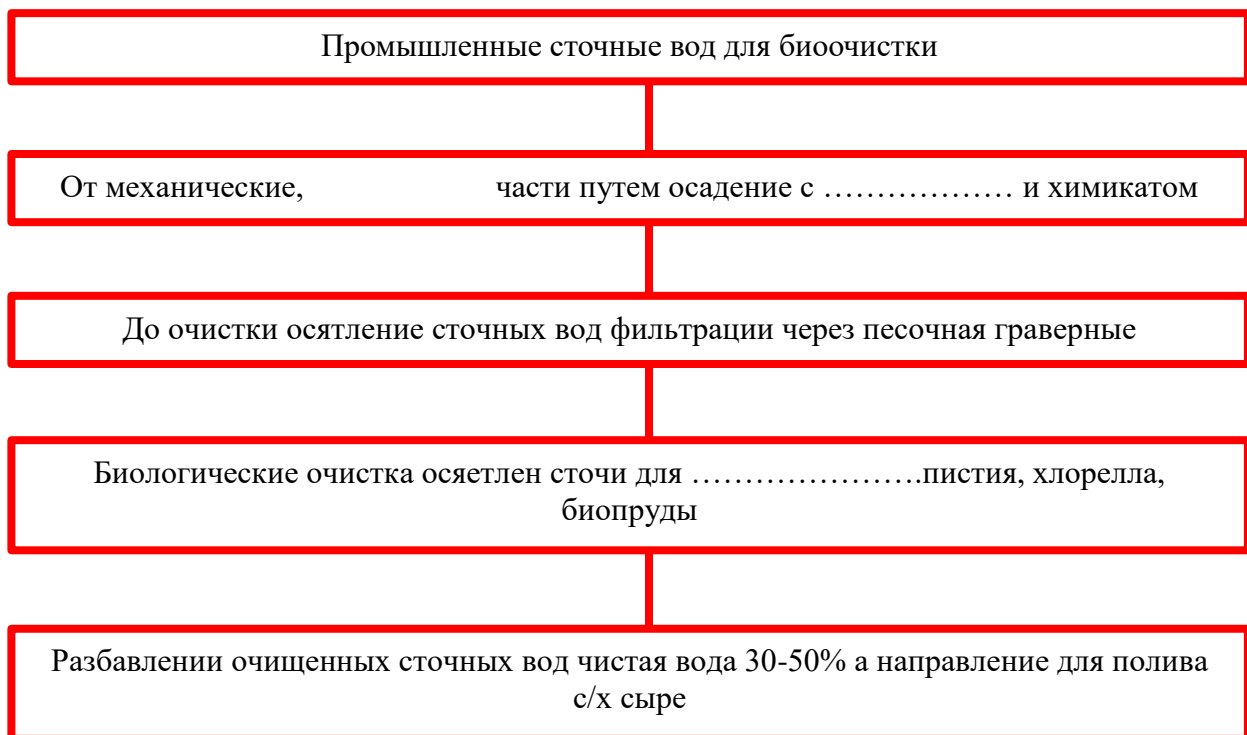 Промышленные сточные вод для биоочистки
От механические, части путем осадение с ……………… и химикатом
До очистки осятление сточных вод фильтрации через песочная граверные
Биологические очистка осяетлен сточи для ………………….пистия, хлорелла,
биопруды
Разбавлении очищенных сточных вод чистая вода 30-50% а направление для полива
с/х сыре